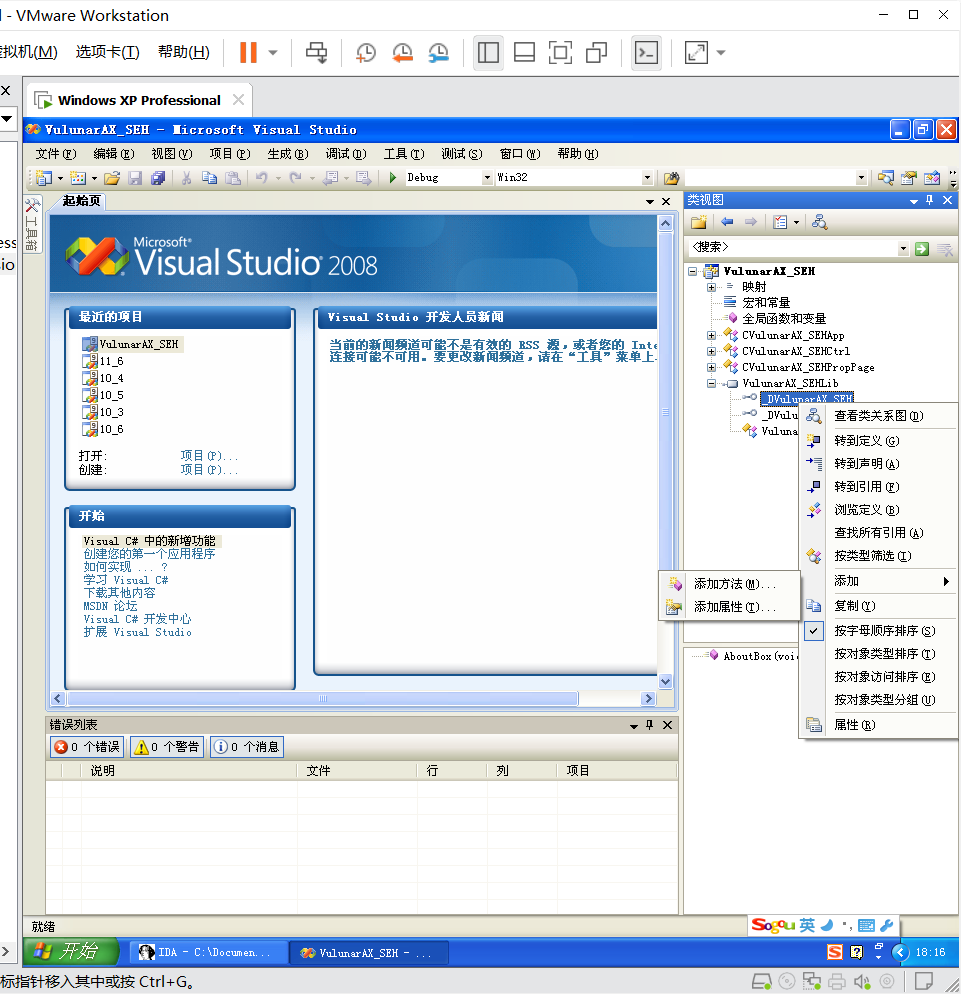 l - VMware Workstation
虚拟机(M) 选项卡(T) 帮助(H)
Windows XP Professional
VulunarAX_SEH - Microsoft Visual Studio
文件(F) 编辑(E) 视图(V) 项目(P) 生成(B) 调试(D) 工具(T) 测试(S) 窗口(W) 帮助(H)
Debug Win32
工具箱
起始页
Microsoft®
Visual Studio® 2008
最近的项目
VulunarAX_SEH
11_6
10_4
10_5
10_3
10_6
打开: 项目(P)...
创建: 项目(P)...
开始
Visual C# 中的新增功能
创建您的第一个应用程序
如何实现 ... ?
学习 Visual C#
下载其他内容
MSDN 论坛
Visual C# 开发中心
扩展 Visual Studio
Visual Studio 开发人员新闻
当前的新闻频道可能不是有效的 RSS 源，或者您的 Inte
连接可能不可用。要更改新闻频道，请在“工具”菜单上
类视图
<搜索>
VulunarAX_SEH
映射
宏和常量
全局函数和变量
CVulunarAX_SEHApp
CVulunarAX_SEHCtrl
CVulunarAX_SEHPropPage
VulunarAX_SEHLib
_DVulunarAX_SEH
_DVulu
Vuluna
查看类关系图(D)
转到定义(G)
转到声明(A)
转到引用(F)
浏览定义(B)
查找所有引用(A)
按类型筛选(I)
添加
复制(Y)
按字母顺序排序(S)
按对象类型排序(T)
按对象访问排序(E)
按对象类型分组(U)
属性(R)
添加方法(M)...
添加属性(T)...
AboutBox(voi
错误列表
0 个错误 0 个警告 0 个消息
说明 文件 行 列 项目
就绪
Sogou 英
开始 IDA - C:\Documen... VulunarAX_SEH - ... 18:16
标指针移入其中或按 Ctrl+G。
ess
sio